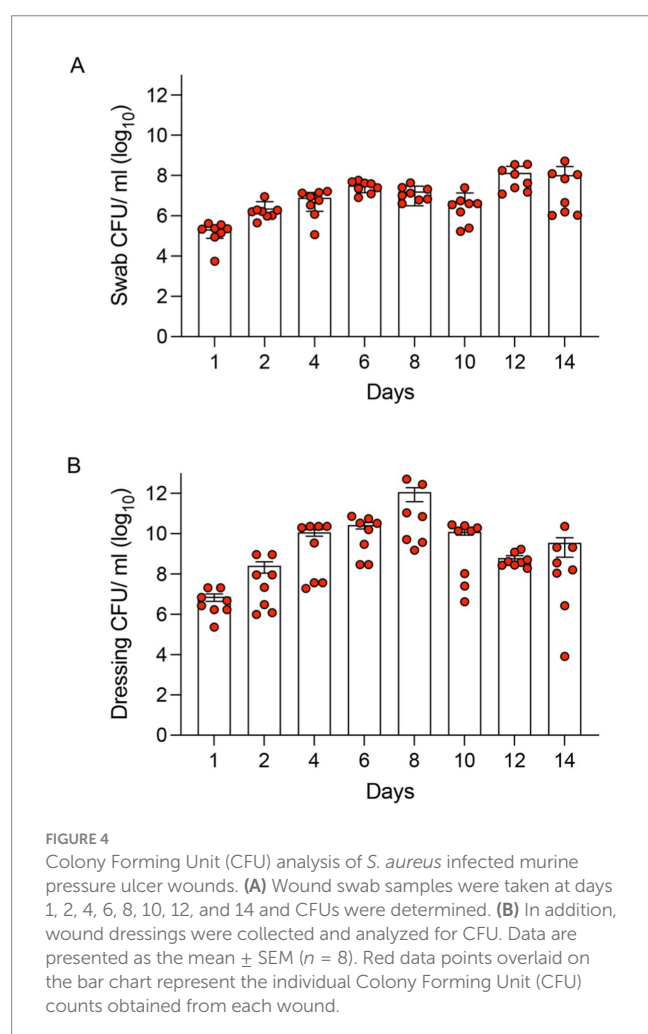 A
Swab CFU/ ml (log10)
12
10
8
6
4
2
0
1 2 4 6 8 10 12 14
Days
B
Dressing CFU/ ml (log10)
12
10
8
6
4
2
0
1 2 4 6 8 10 12 14
Days
FIGURE 4
Colony Forming Unit (CFU) analysis of S. aureus infected murine
pressure ulcer wounds. (A) Wound swab samples were taken at days
1, 2, 4, 6, 8, 10, 12, and 14 and CFUs were determined. (B) In addition,
wound dressings were collected and analyzed for CFU. Data are
presented as the mean ± SEM (n = 8). Red data points overlaid on
the bar chart represent the individual Colony Forming Unit (CFU)
counts obtained from each wound.